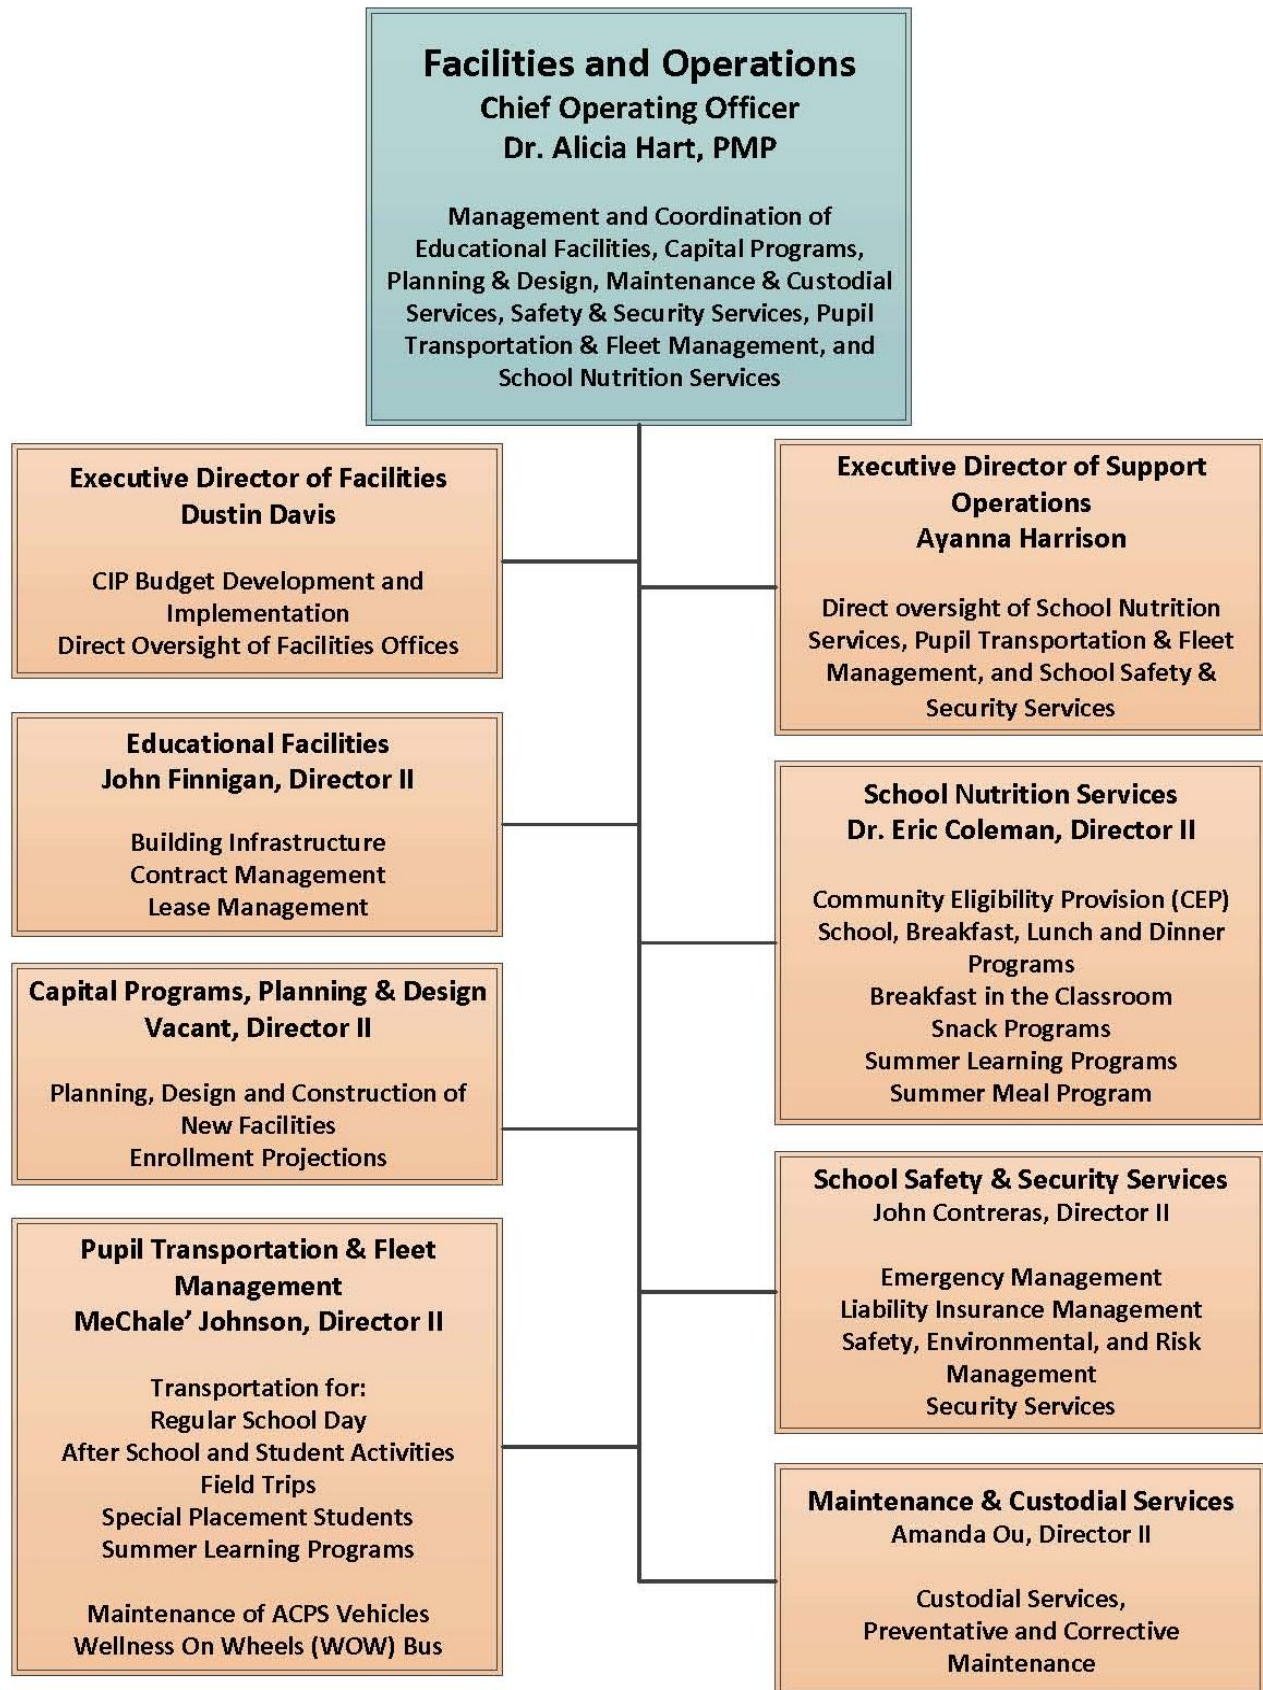 Facilities and Operations
Chief Operating Officer
Dr. Alicia Hart, PMP
Management and Coordination of
Educational Facilities, Capital Programs,
Planning & Design, Maintenance & Custodial
Services, Safety & Security Services, Pupil
Transportation & Fleet Management, and
School Nutrition Services
Executive Director of Facilities
Dustin Davis
CIP Budget Development and
Implementation
Direct Oversight of Facilities Offices
Executive Director of Support
Operations
Ayanna Harrison
Direct oversight of School Nutrition
Services, Pupil Transportation & Fleet
Management, and School Safety &
Security Services
Educational Facilities
John Finnigan, Director II
Building Infrastructure
Contract Management
Lease Management
School Nutrition Services
Dr. Eric Coleman, Director II
Community Eligibility Provision (CEP)
School, Breakfast, Lunch and Dinner
Programs
Breakfast in the Classroom
Snack Programs
Summer Learning Programs
Summer Meal Program
Capital Programs, Planning & Design
Vacant, Director II
Planning, Design and Construction of
New Facilities
Enrollment Projections
School Safety & Security Services
John Contreras, Director II
Emergency Management
Liability Insurance Management
Safety, Environmental, and Risk
Management
Security Services
Pupil Transportation & Fleet
Management
MeChale’ Johnson, Director II
Transportation for:
Regular School Day
After School and Student Activities
Field Trips
Special Placement Students
Summer Learning Programs
Maintenance of ACPS Vehicles
Wellness On Wheels (WOW) Bus
Maintenance & Custodial Services
Amanda Ou, Director II
Custodial Services,
Preventative and Corrective
Maintenance